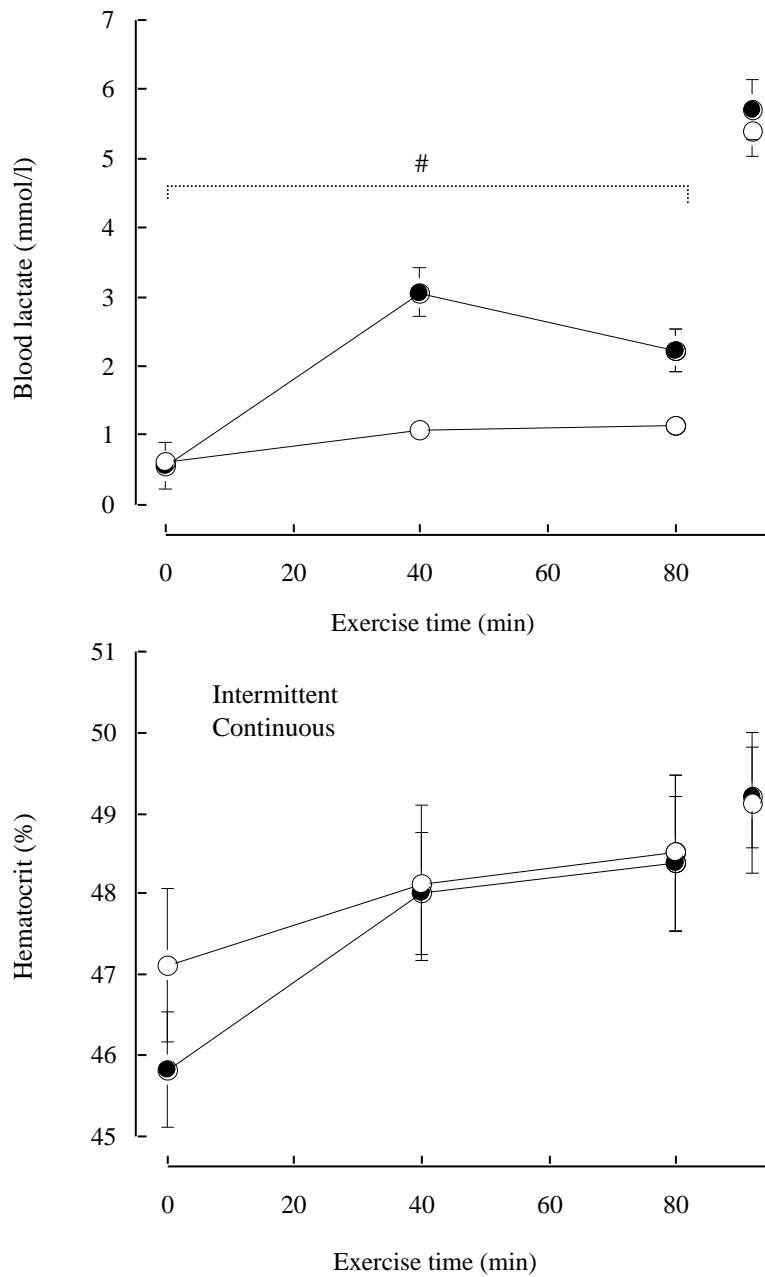 7
6
5
4
3
2
1
0
Blood lactate (mmol/l)
#
0 20 40 60 80
Exercise time (min)
51
50
49
48
47
46
45
Hematocrit (%)
Intermittent
Continuous
0 20 40 60 80
Exercise time (min)